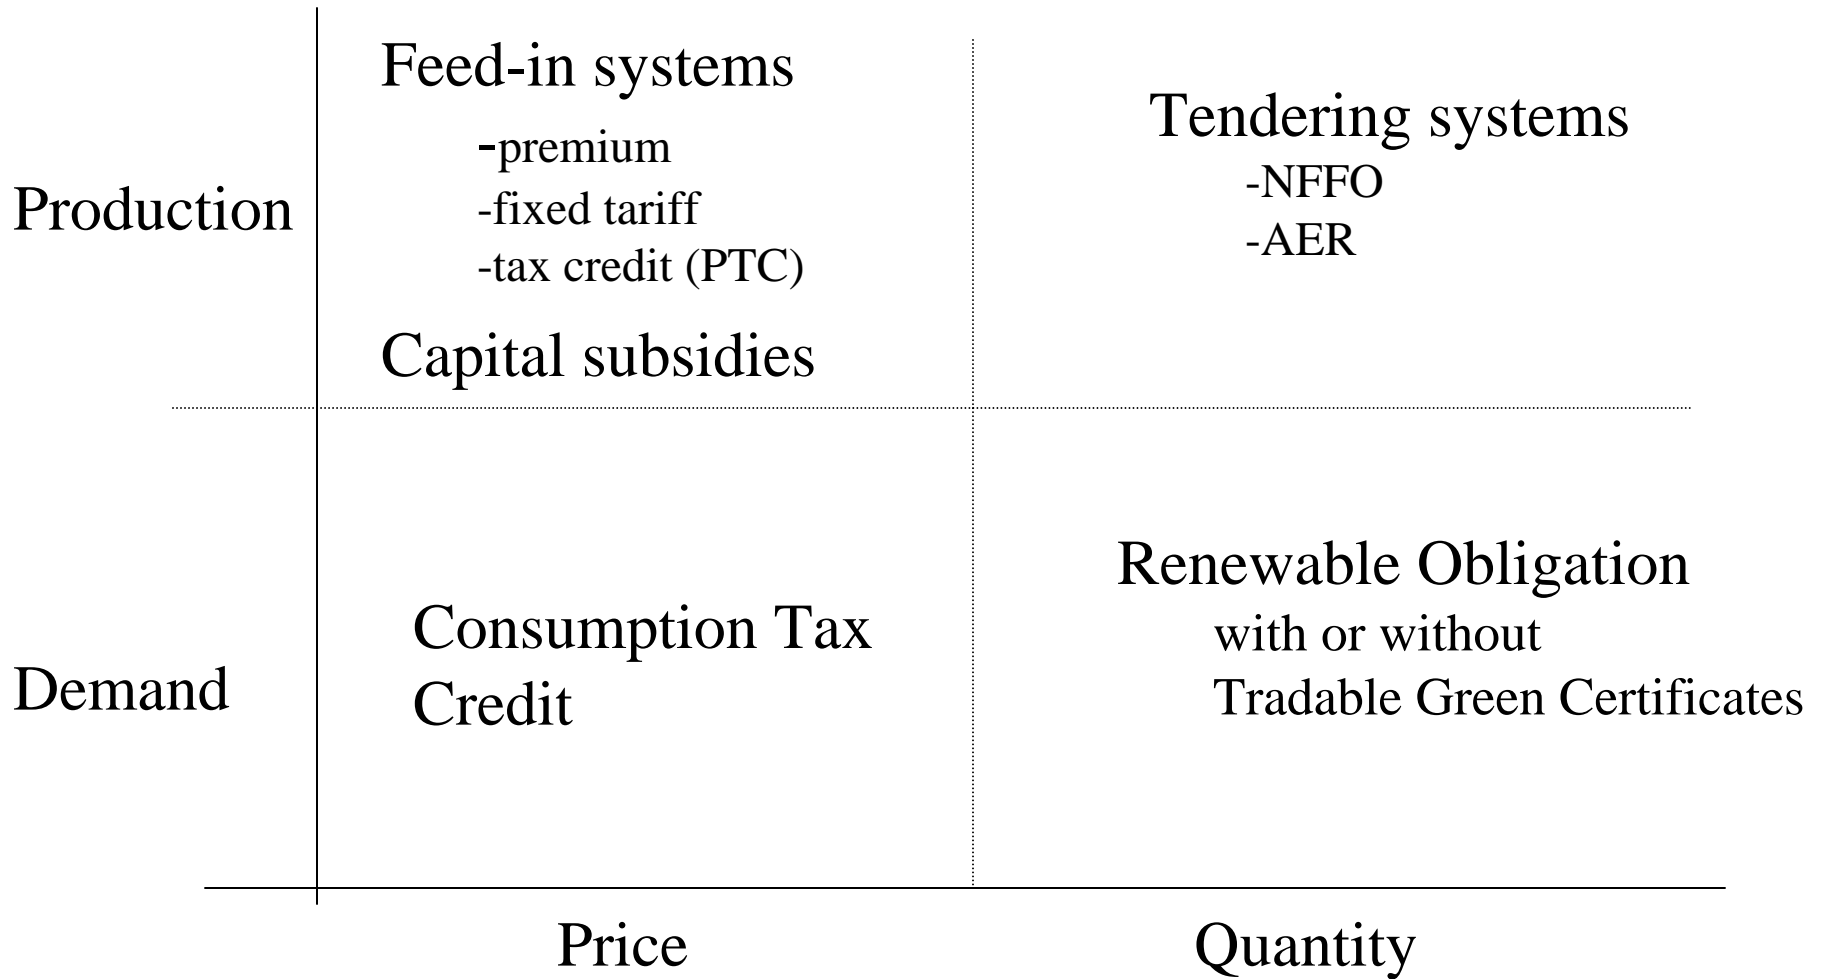 Feed-in systems
-premium
-fixed tariff
-tax credit (PTC)
Capital subsidies
Tendering systems
-NFFO
-AER
Production
Consumption Tax
Credit
Renewable Obligation
with or without
Tradable Green Certificates
Demand
Price
Quantity